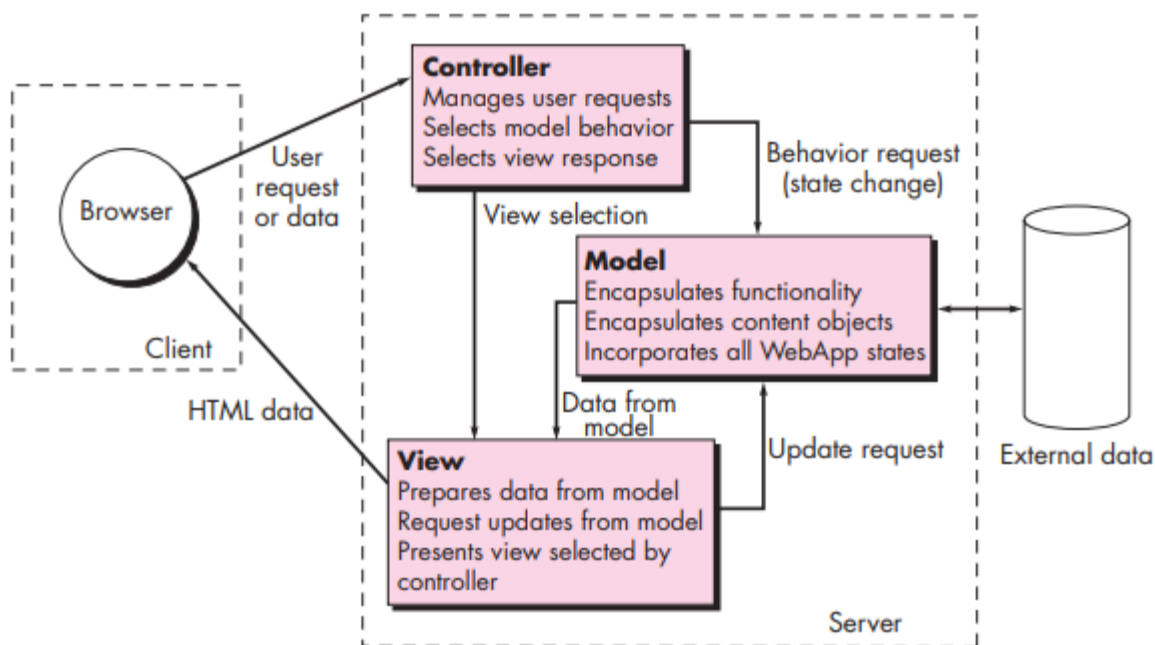 Controller
Manages user requests
Selects model behavior
Selects view response
User
request
or data
Browser
Behavior request
(state change)
View selection
Model
Encapsulates functionality
Encapsulates content objects
Incorporates all WebApp states
Client
HTML data
Data from
model
Update request
External data
View
Prepares data from model
Request updates from model
Presents view selected by
controller
Server